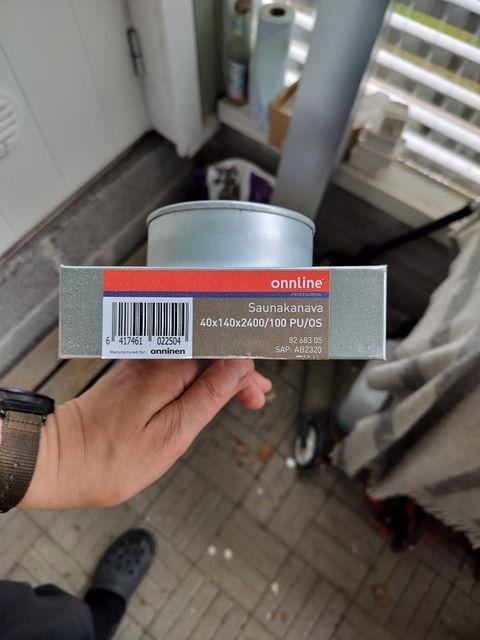 onnline
PROFESSIONAL
Saunakanava
40x140x2400/100 PU/OS
82 683 05
SAP: ABZ320
6 417461 022504
Manufactured for: onninen